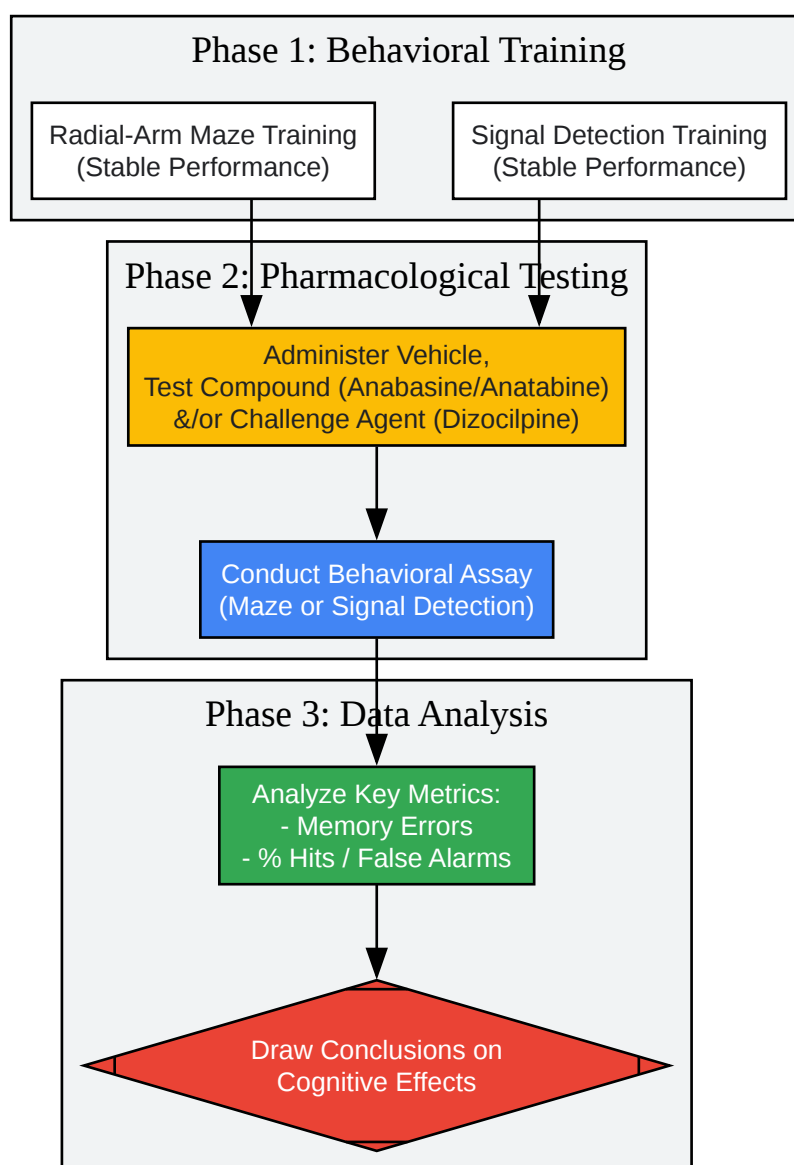 Phase 1: Behavioral Training
Radial-Arm Maze Training
(Stable Performance)
Signal Detection Training
(Stable Performance)
Phase 2: Pharmacological Testing
Administer Vehicle,
Test Compound (Anabasine/Anatabine)
&/or Challenge Agent (Dizocilpine)
Conduct Behavioral Assay
(Maze or Signal Detection)
Phase 3: Data Analysis
Analyze Key Metrics:
- Memory Errors
- % Hits / False Alarms
Draw Conclusions on
Cognitive Effects